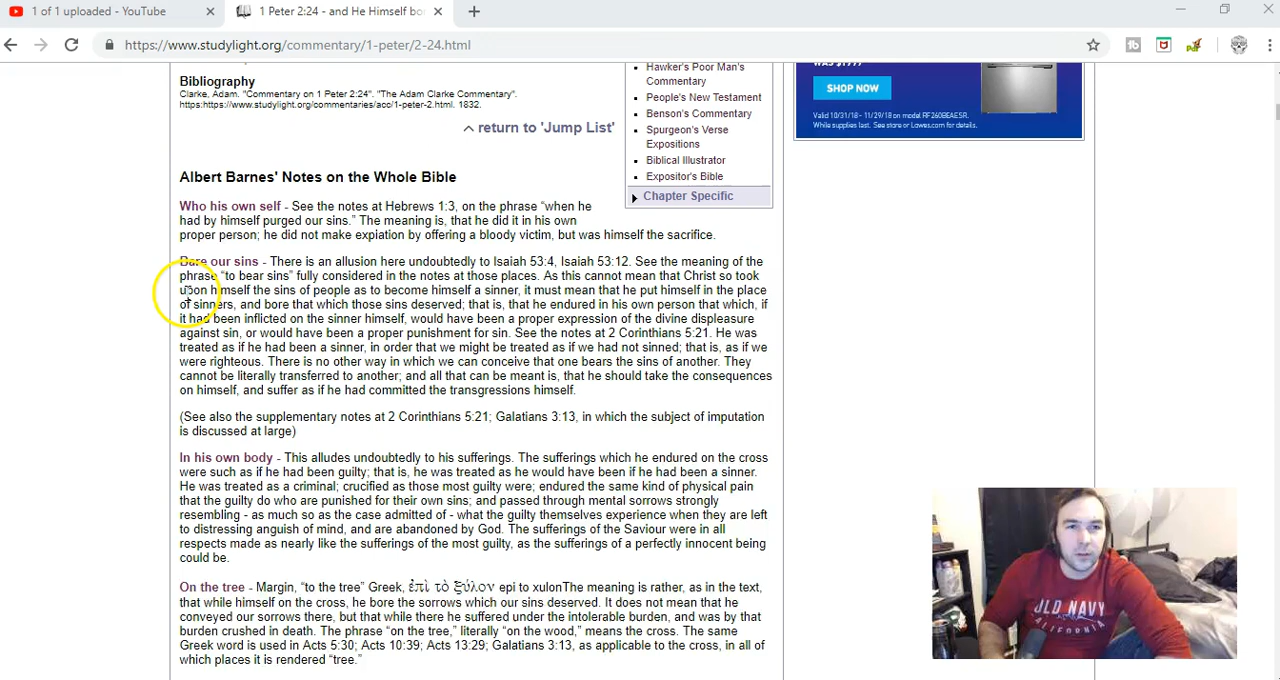 1 of 1 uploaded - YouTube
1 Peter 2:24 - and He Himself bo
https://www.studylight.org/commentary/1-peter/2-24.html
Bibliography
Clarke, Adam. "Commentary on 1 Peter 2:24". "The Adam Clarke Commentary".
https:https://www.studylight.org/commentaries/acc/1-peter-2.html. 1832.
return to 'Jump List'
Hawker's Poor Man's
Commentary
People's New Testament
Benson's Commentary
Spurgeon's Verse
Expositions
Biblical Illustrator
Expositor's Bible
Chapter Specific
SHOP NOW
Valid 10/31/18 - 11/29/18 on model RF260BEAESR.
While supplies last. See store or Lowes.com for details.
Albert Barnes' Notes on the Whole Bible
Who his own self - See the notes at Hebrews 1:3, on the phrase “when he
had by himself purged our sins.” The meaning is, that he did it in his own
proper person; he did not make expiation by offering a bloody victim, but was himself the sacrifice.
Bare our sins - There is an allusion here undoubtedly to Isaiah 53:4, Isaiah 53:12. See the meaning of the
phrase “to bear sins” fully considered in the notes at those places. As this cannot mean that Christ so took
upon himself the sins of people as to become himself a sinner, it must mean that he put himself in the place
of sinners, and bore that which those sins deserved; that is, that he endured in his own person that which, if
it had been inflicted on the sinner himself, would have been a proper expression of the divine displeasure
against sin, or would have been a proper punishment for sin. See the notes at 2 Corinthians 5:21. He was
treated as if he had been a sinner, in order that we might be treated as if we had not sinned; that is, as if we
were righteous. There is no other way in which we can conceive that one bears the sins of another. They
cannot be literally transferred to another; and all that can be meant is, that he should take the consequences
on himself, and suffer as if he had committed the transgressions himself.
(See also the supplementary notes at 2 Corinthians 5:21; Galatians 3:13, in which the subject of imputation
is discussed at large)
In his own body - This alludes undoubtedly to his sufferings. The sufferings which he endured on the cross
were such as if he had been guilty; that is, he was treated as he would have been if he had been a sinner.
He was treated as a criminal; crucified as those most guilty were; endured the same kind of physical pain
that the guilty do who are punished for their own sins; and passed through mental sorrows strongly
resembling - as much so as the case admitted of - what the guilty themselves experience when they are left
to distressing anguish of mind, and are abandoned by God. The sufferings of the Saviour were in all
respects made as nearly like the sufferings of the most guilty, as the sufferings of a perfectly innocent being
could be.
On the tree - Margin, “to the tree” Greek, ἐπὶ τὸ ξύλον epi to xulonThe meaning is rather, as in the text,
that while himself on the cross, he bore the sorrows which our sins deserved. It does not mean that he
conveyed our sorrows there, but that while there he suffered under the intolerable burden, and was by that
burden crushed in death. The phrase “on the tree,” literally “on the wood,” means the cross. The same
Greek word is used in Acts 5:30; Acts 10:39; Acts 13:29; Galatians 3:13, as applicable to the cross, in all of
which places it is rendered “tree.”
OLD NAVY
CALIFORNIA